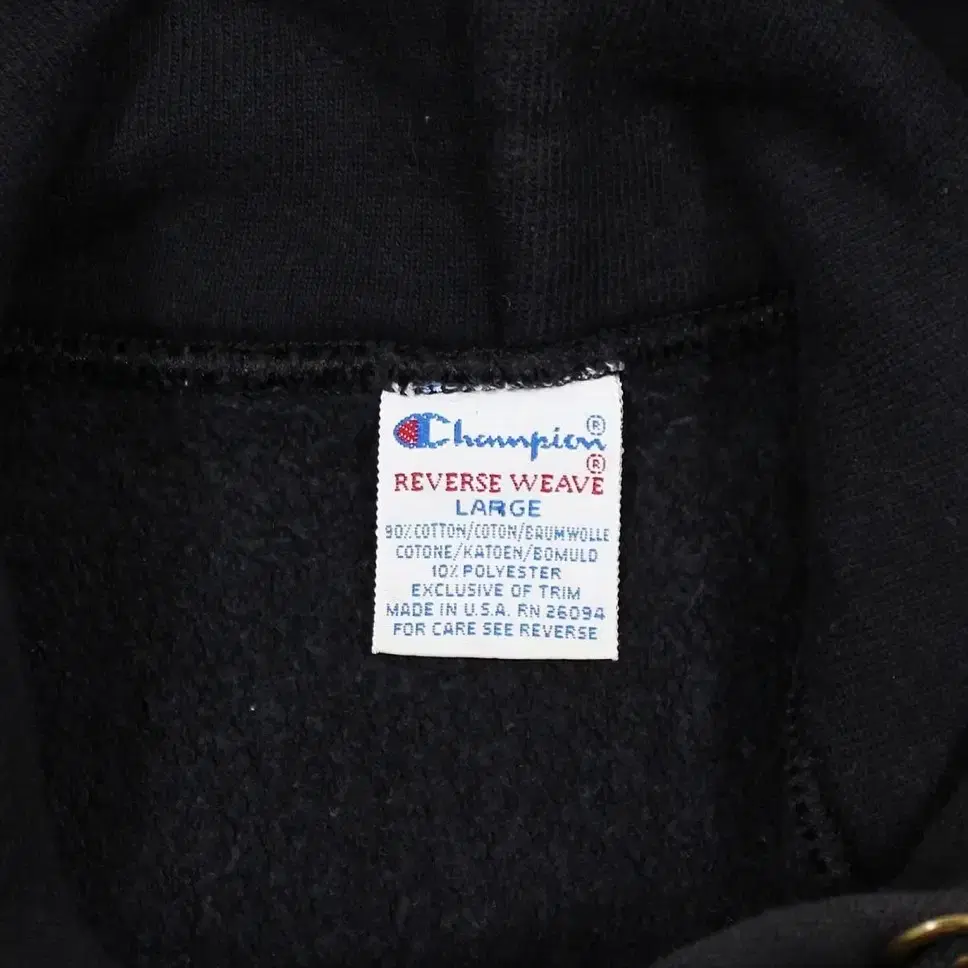 Champion®
REVERSE WEAVE®
LARGE
90% COTTON/COTON/BAUMWOLLE
COTONE/KATOEN/BOMULD
10% POLYESTER
EXCLUSIVE OF TRIM
MADE IN U.S.A. RN 26094
FOR CARE SEE REVERSE